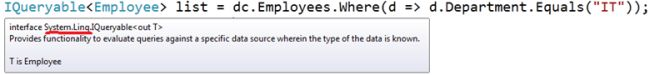 IQueryable<Employee> list = dc.Employees.Where(d => d.Department.Equals("IT"));
interface System.Linq.IQueryable<out T>
Provides functionality to evaluate queries against a specific data source wherein the type of the data is known.
T is Employee